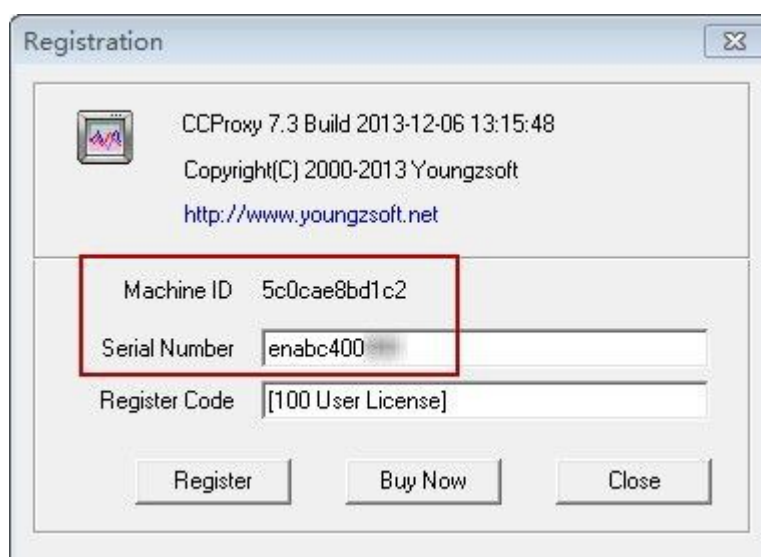 Registration
CCProxy 7.3 Build 2013-12-06 13:15:48
Copyright(C) 2000-2013 Youngzsoft
http://www.youngzsoft.net
Machine ID 5c0cae8bd1c2
Serial Number enabc400
Register Code [100 User License]
Register Buy Now Close